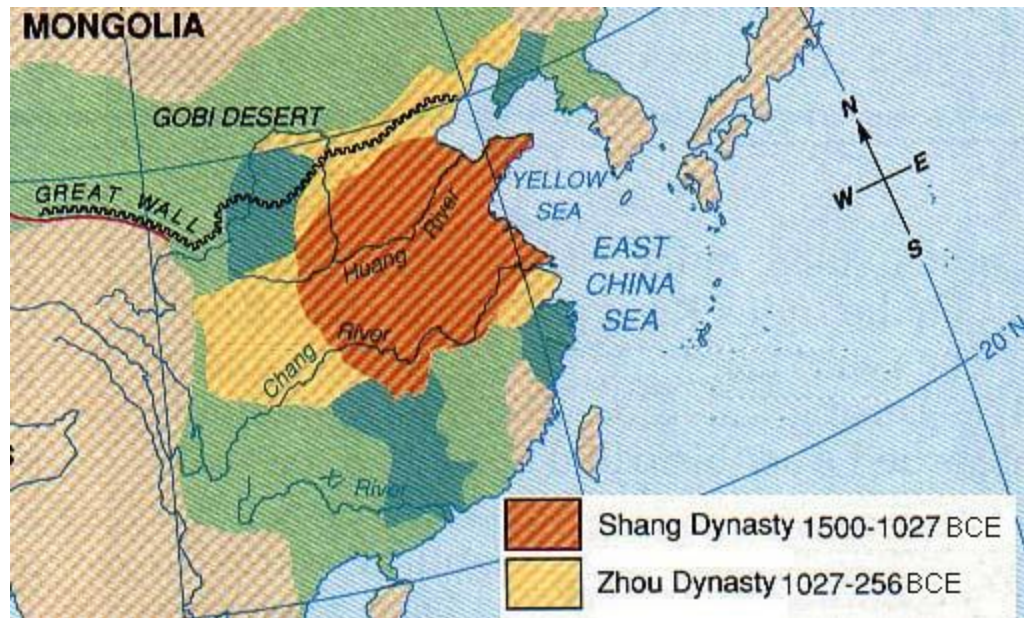 MONGOLIA
GOBI DESERT
GREAT WALL
Huang River
Chang River
Xi River
YELLOW
SEA
EAST
CHINA
SEA
N
E
W
S
20°N
Shang Dynasty 1500-1027 BCE
Zhou Dynasty 1027-256 BCE